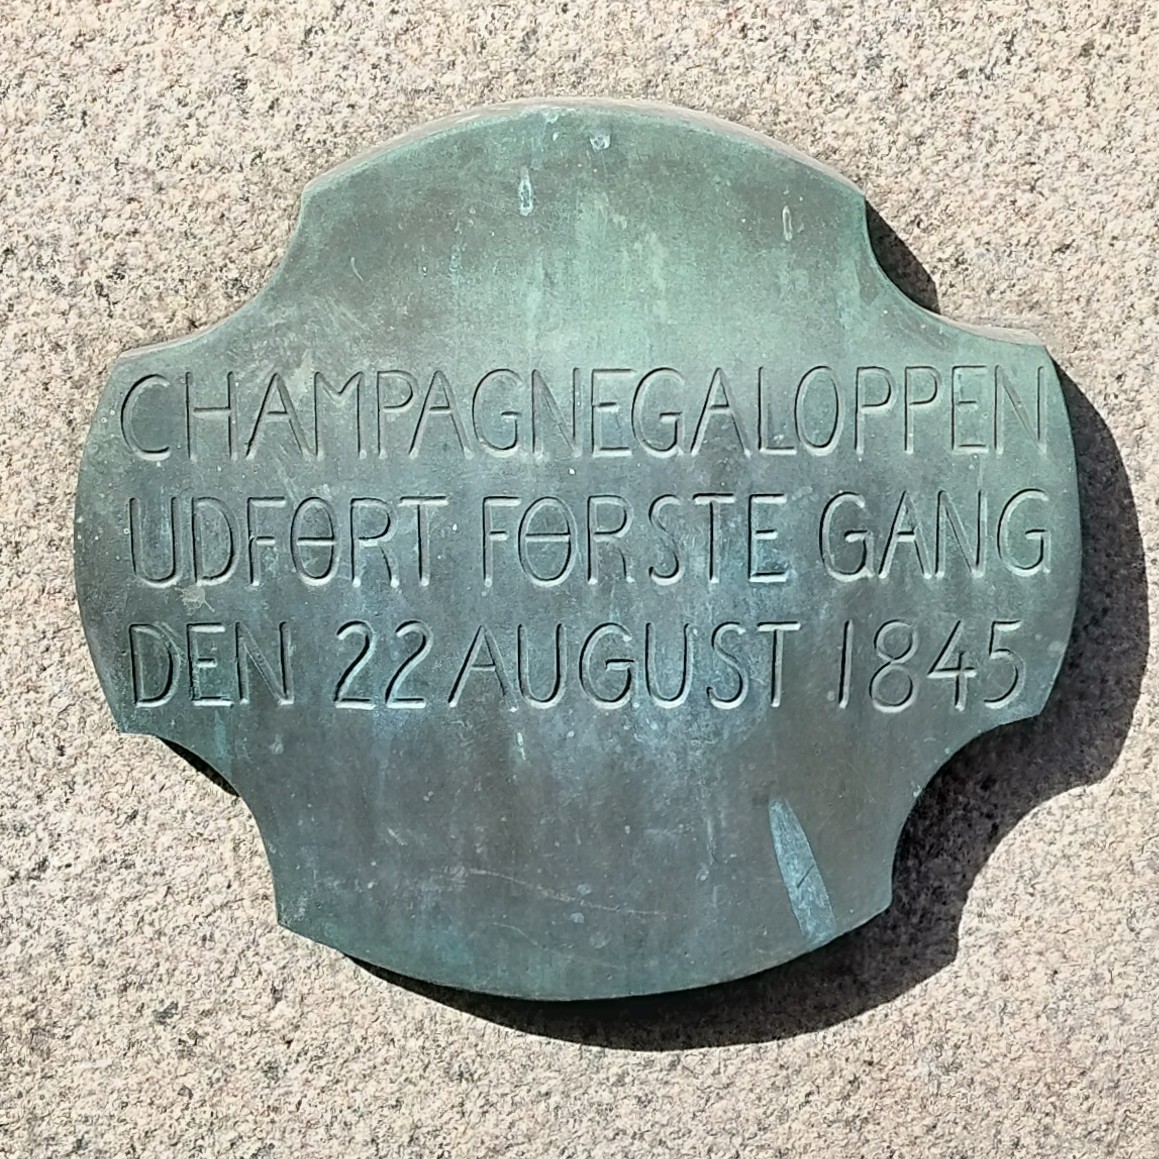 CHAMPAGNEGALOPPEN
UDFØRT FØRSTE GANG
DEN 22 AUGUST 1845